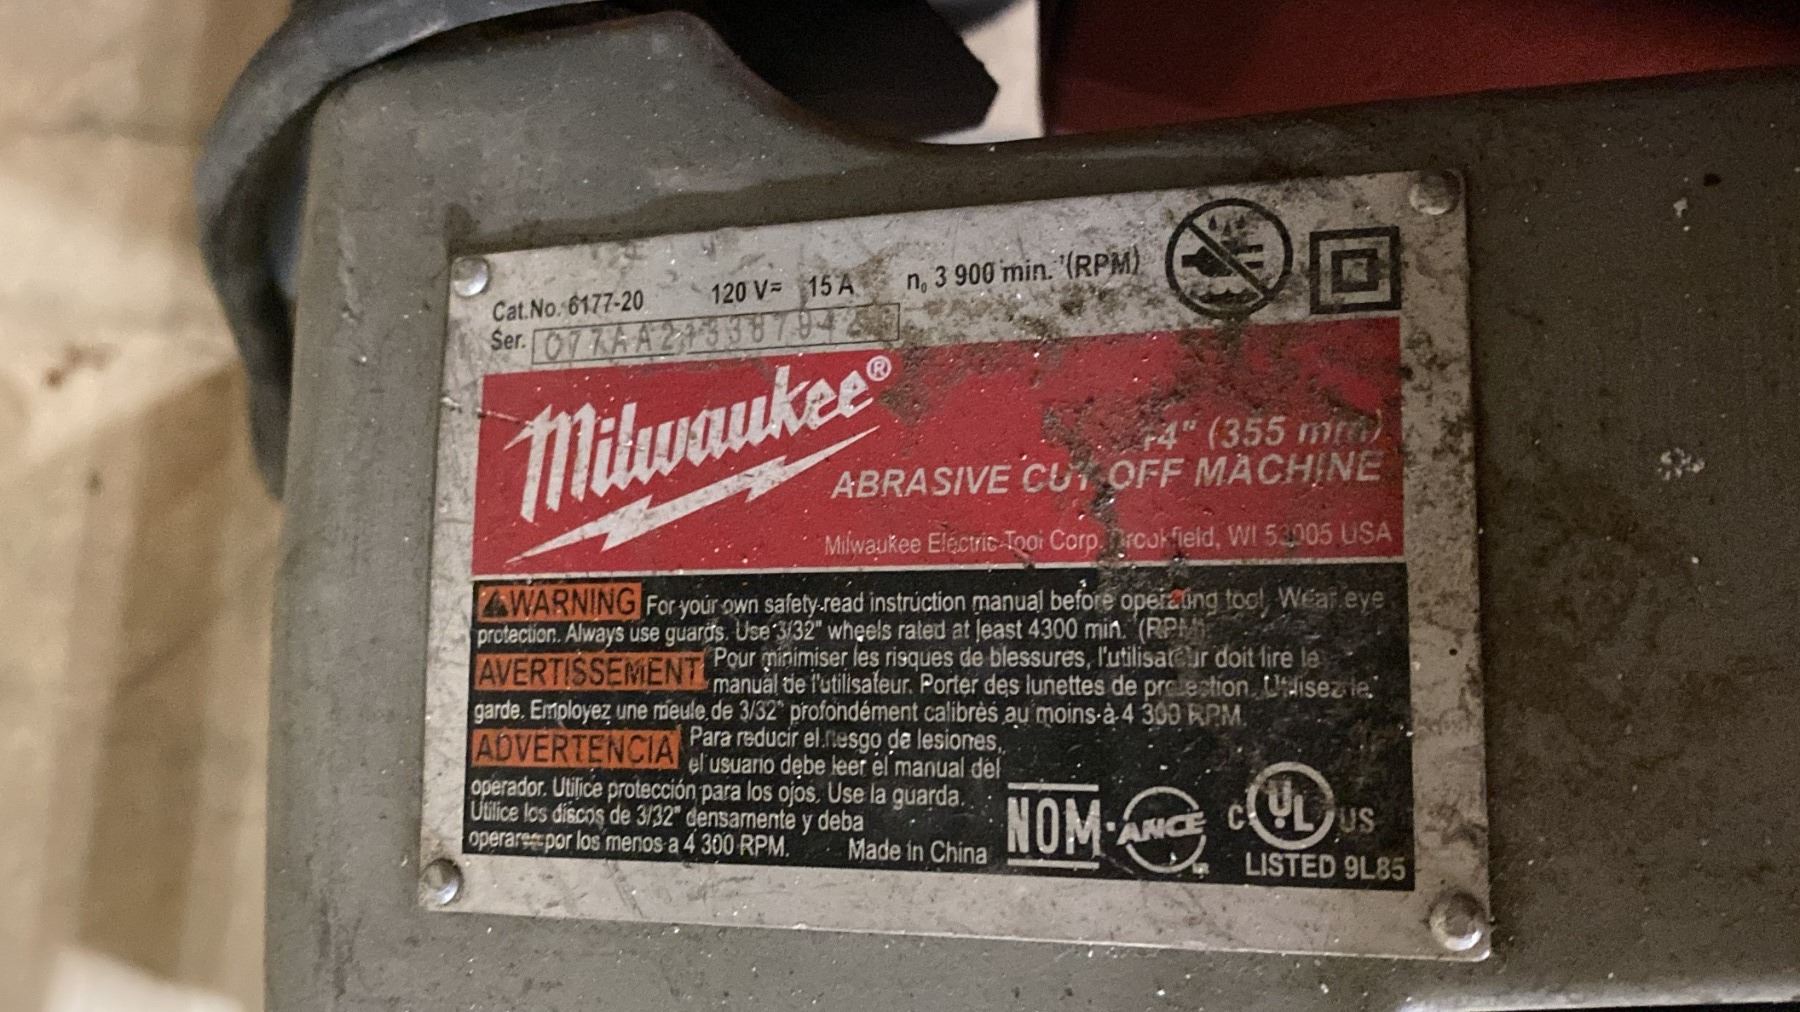 Cat.No. 6177-20 120 V≂ 15 A n₀ 3 900 min.⁻¹(RPM)
Ser.
Milwaukee®
4" (355 mm)
ABRASIVE CUT OFF MACHINE
Milwaukee Electric Tool Corp. Brookfield, WI 53005 USA
WARNING For your own safety read instruction manual before operating tool. Wear eye
protection. Always use guards. Use 3/32" wheels rated at least 4300 min.⁻¹(RPM)
AVERTISSEMENT Pour minimiser les risques de blessures, l'utilisateur doit lire le
manual de l'utilisateur. Porter des lunettes de protection. Utilisez le
garde. Employez une meule de 3/32" profondément calibrès au moins à 4 300 RPM.
ADVERTENCIA Para reducir el riesgo de lesiones,
el usuario debe leer el manual del
operador. Utilice protección para los ojos. Use la guarda.
Utilice los discos de 3/32" densamente y deba
por los menos a 4 300 RPM. Made in China
NOM-ANCE
C UL US
LISTED 9L85